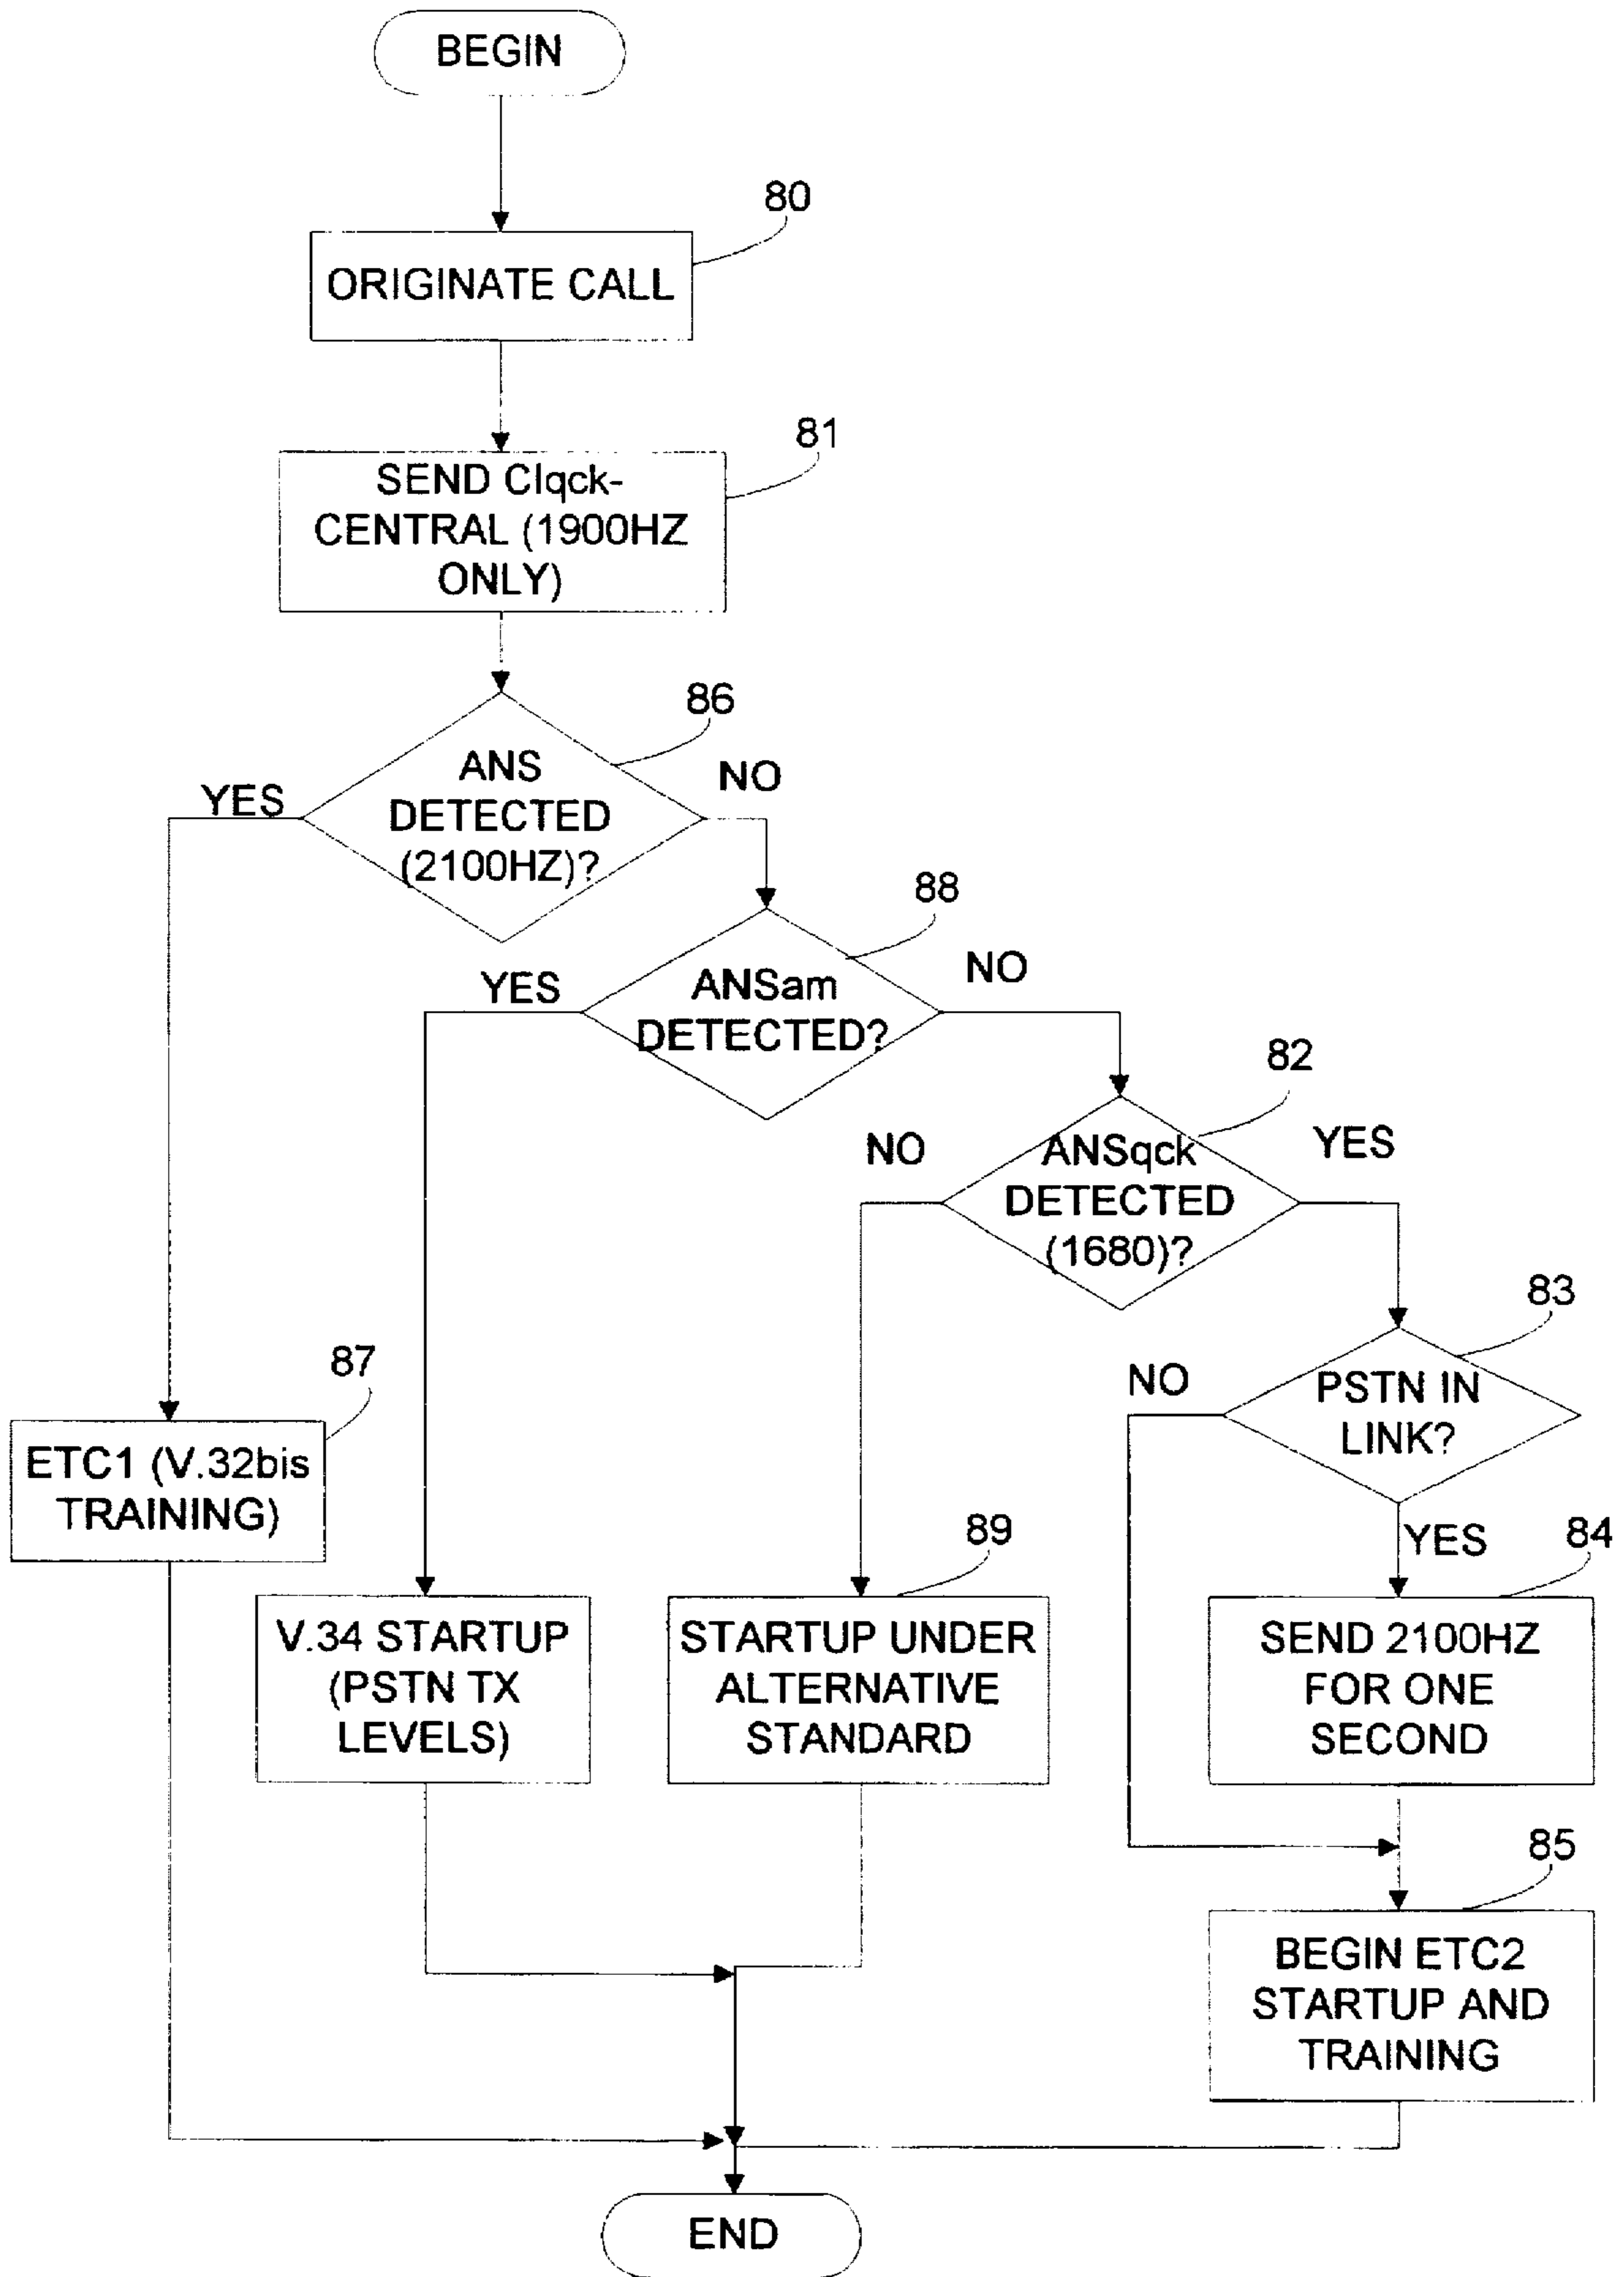 BEGIN
80
ORIGINATE CALL
81
SEND CIqck-
CENTRAL (1900HZ
ONLY)
86
ANS
DETECTED
(2100HZ)?
YES
NO
88
ANSam
DETECTED?
YES
NO
82
ANSqck
DETECTED
(1680)?
NO
YES
83
PSTN IN
LINK?
NO
YES
87
ETC1 (V.32bis
TRAINING)
V.34 STARTUP
(PSTN TX
LEVELS)
89
STARTUP UNDER
ALTERNATIVE
STANDARD
84
SEND 2100HZ
FOR ONE
SECOND
85
BEGIN ETC2
STARTUP AND
TRAINING
END